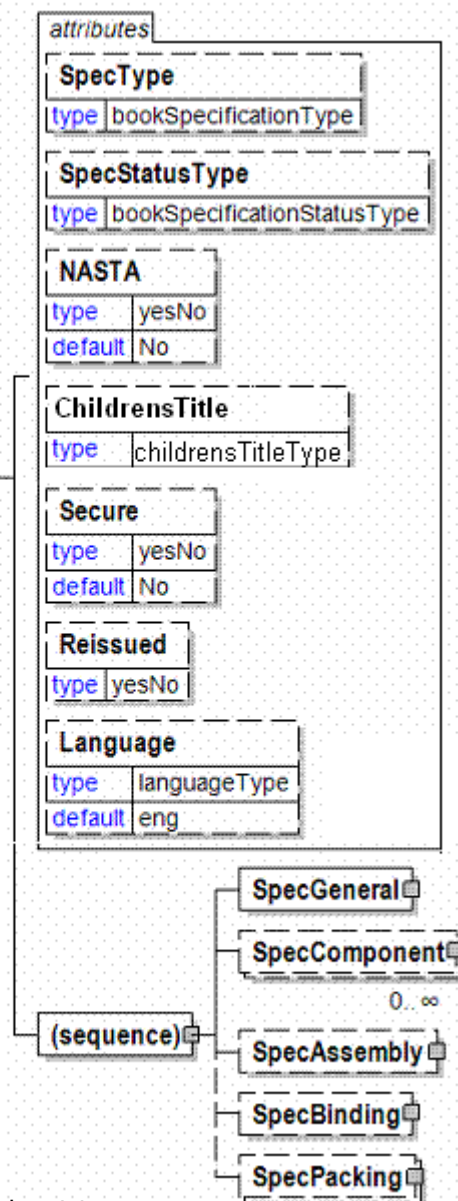 attributes
SpecType
type bookSpecificationType
SpecStatusType
type bookSpecificationStatusType
NASTA
type yesNo
default No
ChildrensTitle
type childrensTitleType
Secure
type yesNo
default No
Reissued
type yesNo
Language
type languageType
default eng
SpecGeneral
SpecComponent
0..∞
(sequence)
SpecAssembly
SpecBinding
SpecPacking